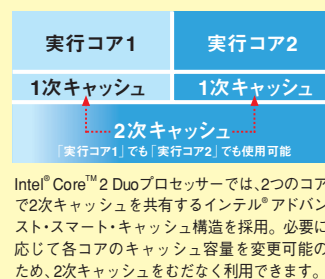 実行コア1 実行コア2
1次キャッシュ 1次キャッシュ
2次キャッシュ
「実行コア1」でも「実行コア2」でも使用可能
Intel® Core™ 2 Duoプロセッサーでは、2つのコア
で2次キャッシュを共有するインテル® アドバン
スト・スマート・キャッシュ構造を採用。必要に
応じて各コアのキャッシュ容量を変更可能の
ため、2次キャッシュをむだなく利用できます。